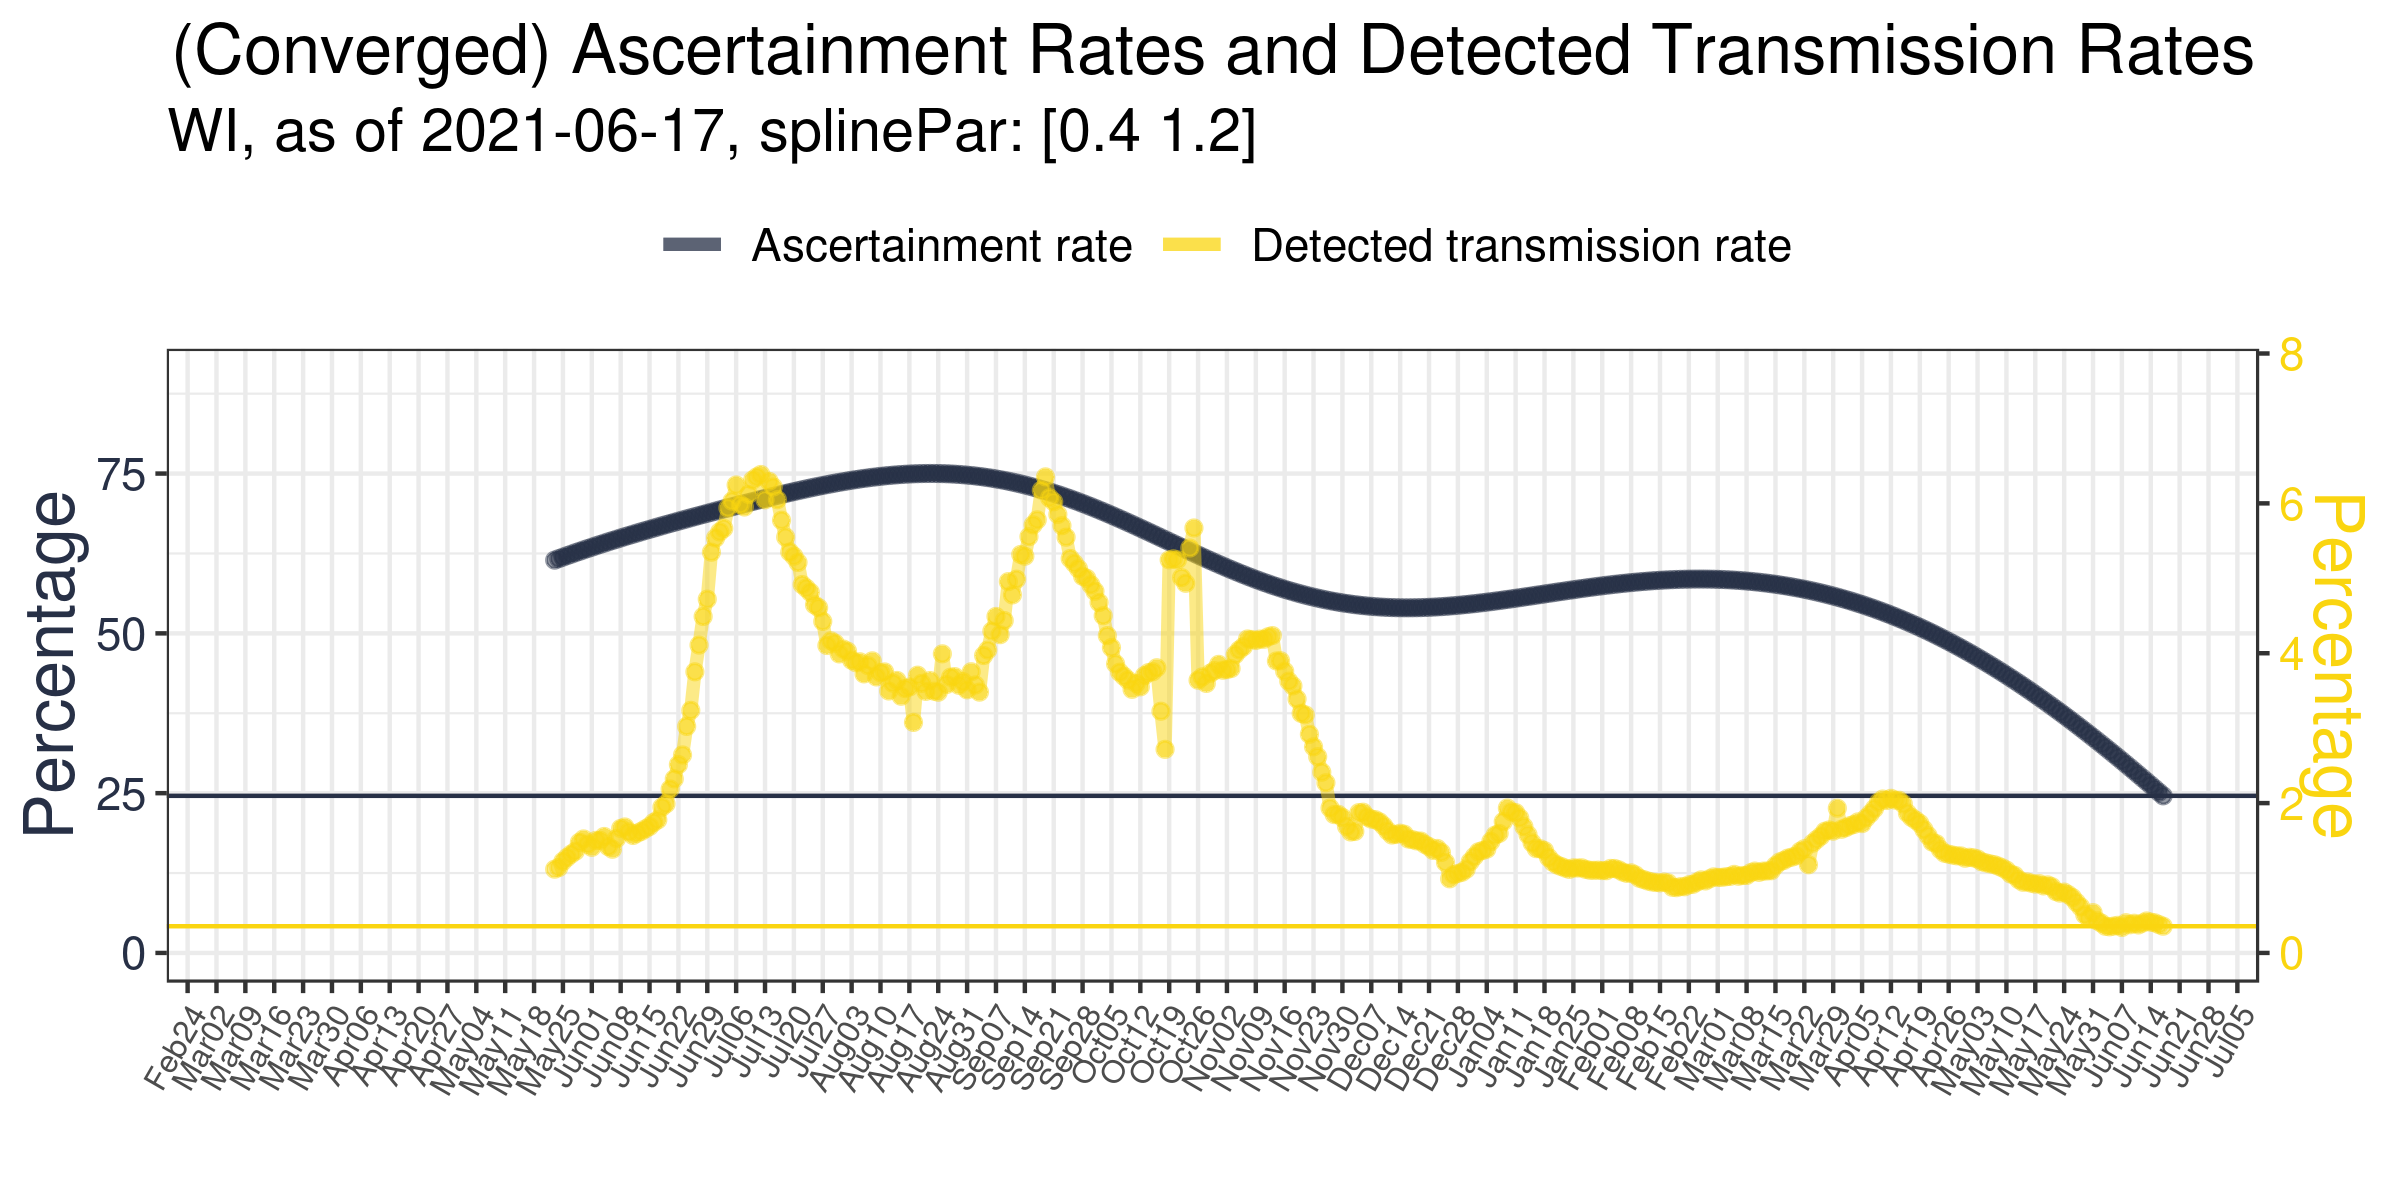 (Converged) Ascertainment Rates and Detected Transmission Rates
WI, as of 2021-06-17, splinePar: [0.4 1.2]
Ascertainment rate Detected transmission rate
Percentage
75
50
25
0
8
6
4
2
0
Percentage
Feb24
Mar02
Mar09
Mar16
Mar23
Mar30
Apr06
Apr13
Apr20
Apr27
May04
May11
May18
May25
Jun01
Jun08
Jun15
Jun22
Jun29
Jul06
Jul13
Jul20
Jul27
Aug03
Aug10
Aug17
Aug24
Aug31
Sep07
Sep14
Sep21
Sep28
Oct05
Oct12
Oct19
Oct26
Nov02
Nov09
Nov16
Nov23
Nov30
Dec07
Dec14
Dec21
Dec28
Jan04
Jan11
Jan18
Jan25
Feb01
Feb08
Feb15
Feb22
Mar01
Mar08
Mar15
Mar22
Mar29
Apr05
Apr12
Apr19
Apr26
May03
May10
May17
May24
May31
Jun07
Jun14
Jun21
Jun28
Jul05